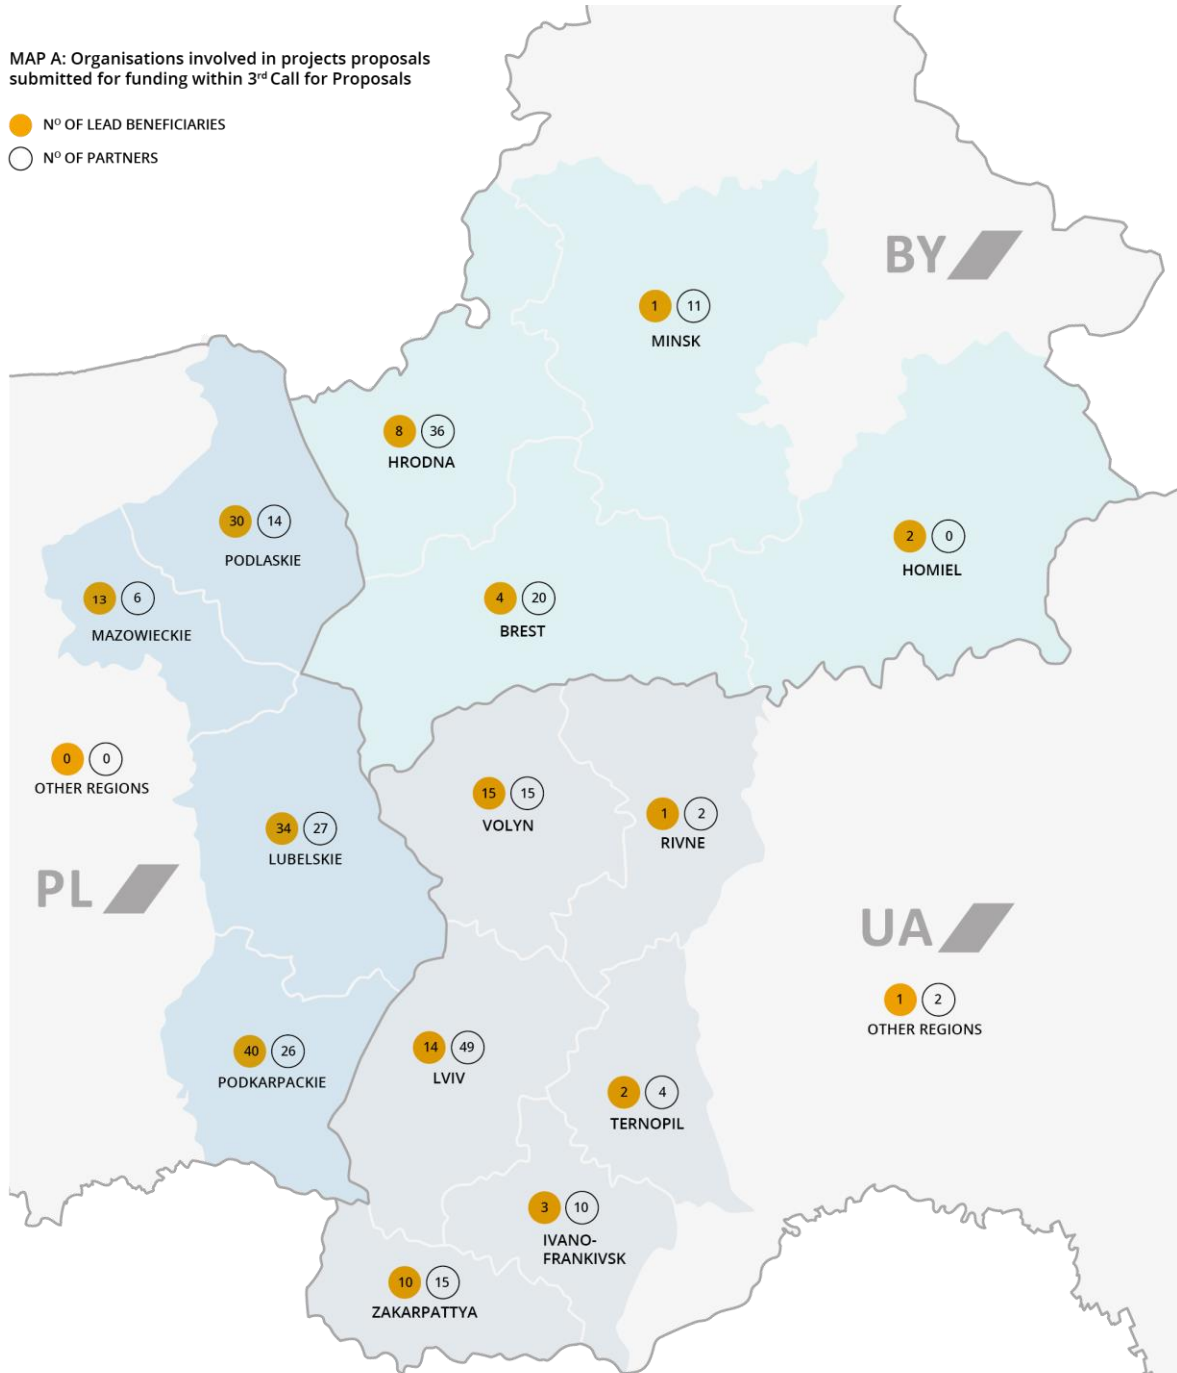 MAP A: Organisations involved in projects proposals
submitted for funding within 3rd Call for Proposals
Nº OF LEAD BENEFICIARIES
Nº OF PARTNERS
BY
1 11
MINSK
8 36
HRODNA
30 14
PODLASKIE
2 0
HOMIEL
13 6
MAZOWIECKIE
4 20
BREST
0 0
OTHER REGIONS
15 15
VOLYN
1 2
RIVNE
34 27
LUBELSKIE
PL
UA
1 2
OTHER REGIONS
40 26
PODKARPACKIE
14 49
LVIV
2 4
TERNOPIL
3 10
IVANO-
FRANKIVSK
10 15
ZAKARPATTYA